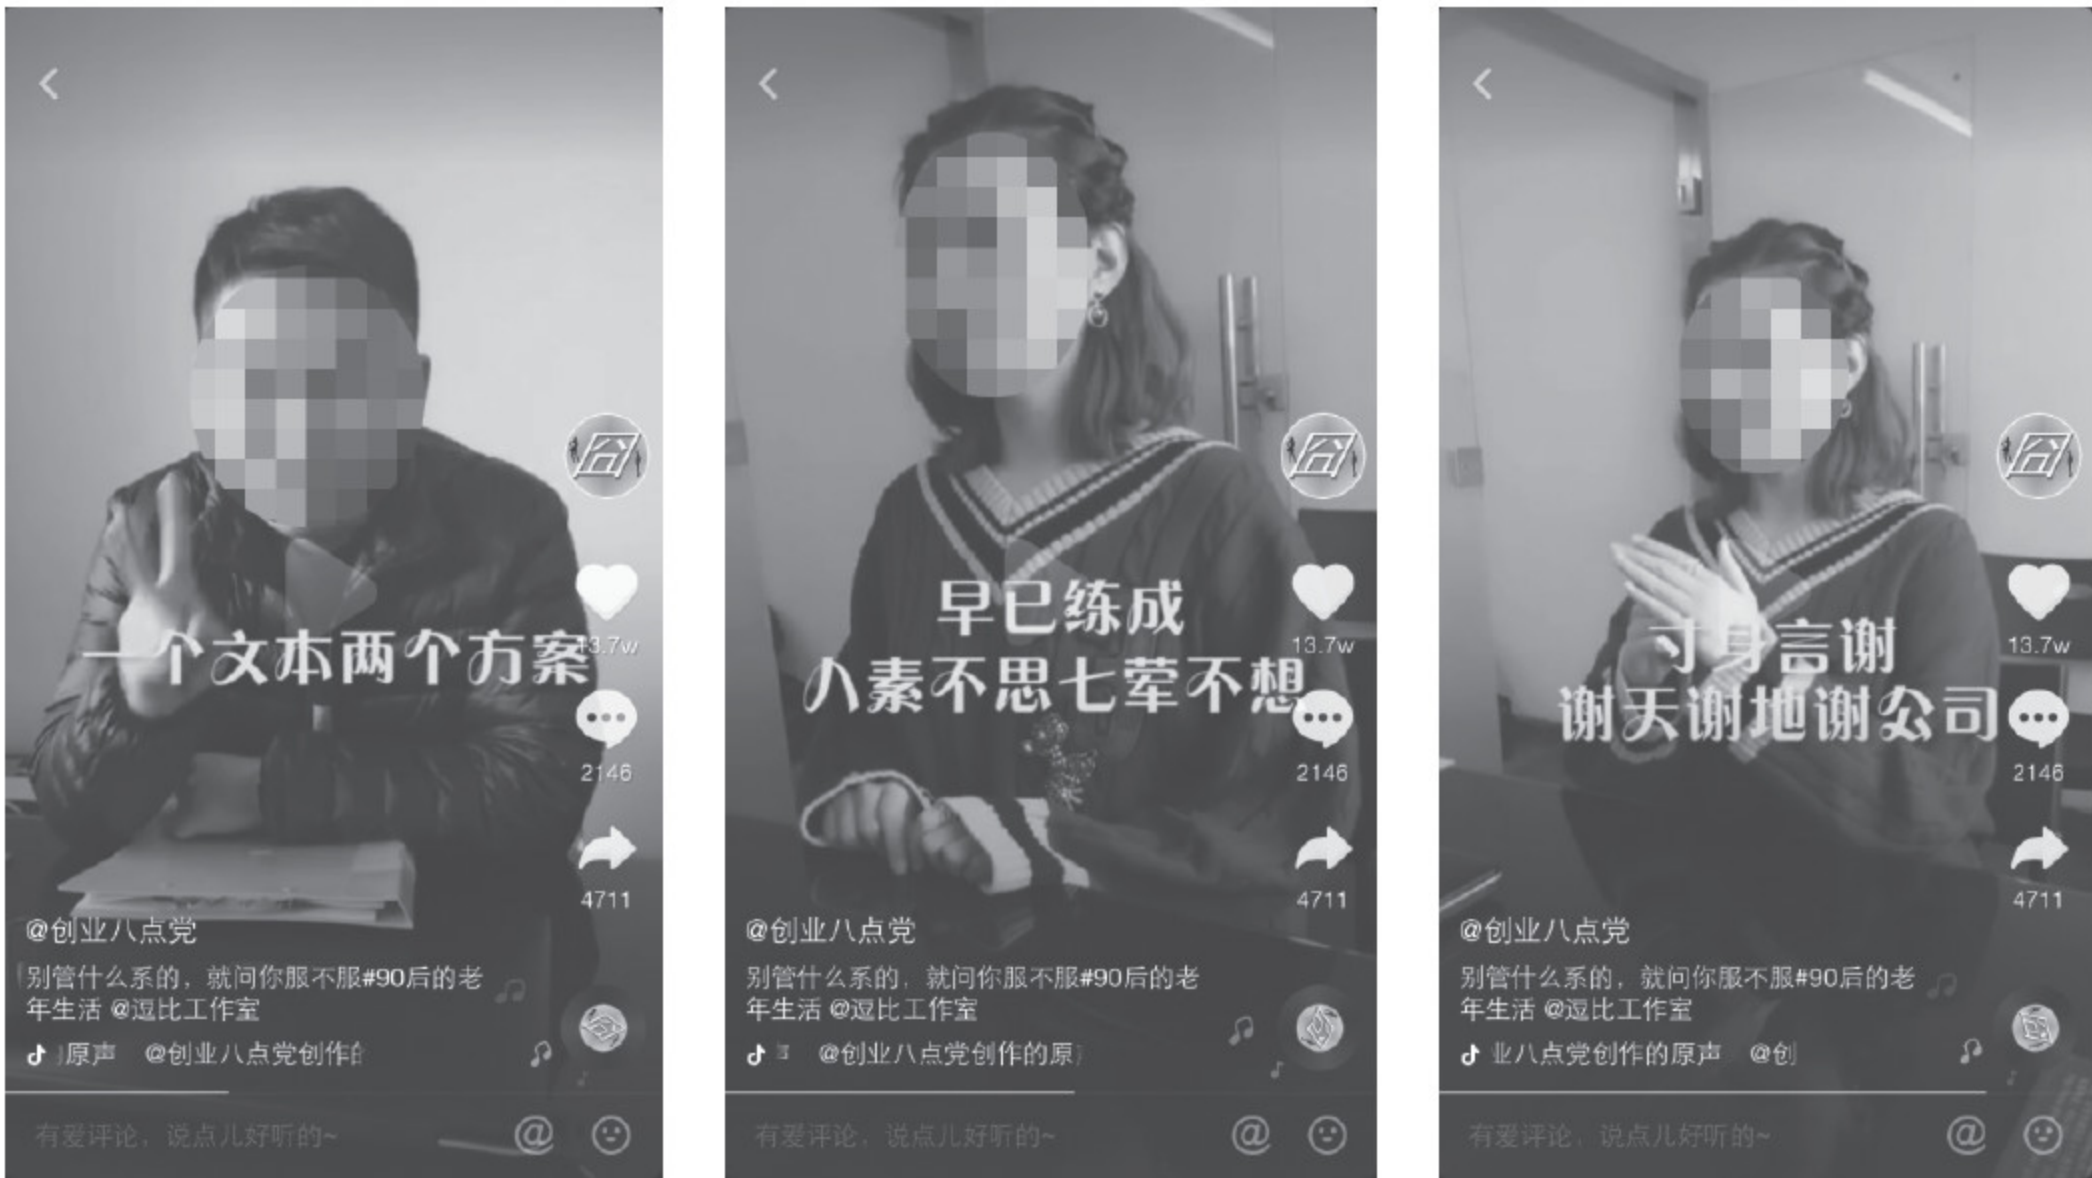 一个文本两个方案
13.7w
2146
4711
@创业八点党
别管什么系的，就问你服不服#90后的老
年生活 @逗比工作室
原声 @创业八点党创作的
有爱评论，说点儿好听的~
早已练成
八素不思七荤不想
13.7w
2146
4711
@创业八点党
别管什么系的，就问你服不服#90后的老
年生活 @逗比工作室
@创业八点党创作的原
有爱评论，说点儿好听的~
寸身言谢
谢天谢地谢公司
13.7w
2146
4711
@创业八点党
别管什么系的，就问你服不服#90后的老
年生活 @逗比工作室
业八点党创作的原声 @创
有爱评论，说点儿好听的~